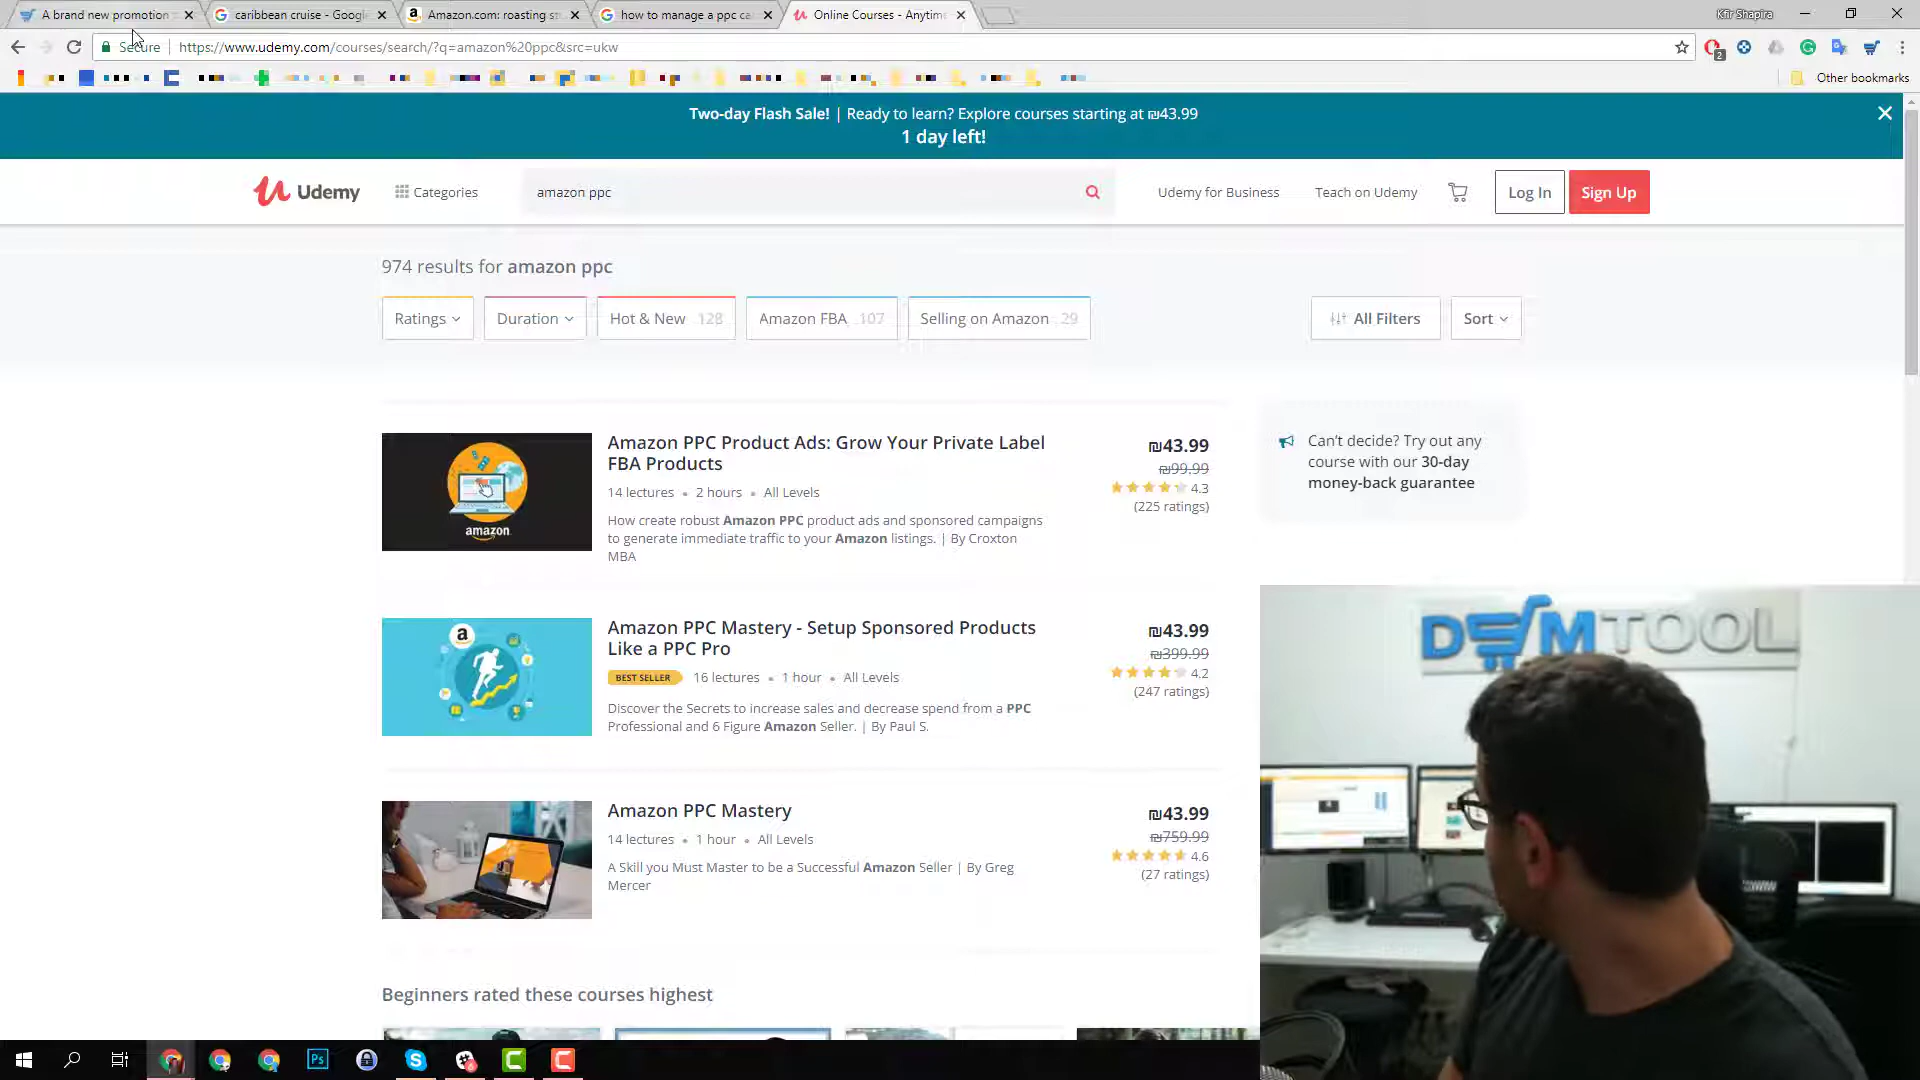 A brand new promotion
caribbean cruise - Google
Amazon.com: roasting st
how to manage a ppc ca
Online Courses - Anytim
Kfir Shapira
Secure
https://www.udemy.com/courses/search/?q=amazon%20ppc&src=ukw
2
Other bookmarks
Two-day Flash Sale! | Ready to learn? Explore courses starting at ₪43.99
1 day left!
Udemy
Categories
amazon ppc
Udemy for Business
Teach on Udemy
Log In
Sign Up
974 results for amazon ppc
Ratings
Duration
Hot & New 128
Amazon FBA 107
Selling on Amazon 29
All Filters
Sort
amazon
Amazon PPC Product Ads: Grow Your Private Label
FBA Products
14 lectures • 2 hours • All Levels
How create robust Amazon PPC product ads and sponsored campaigns
to generate immediate traffic to your Amazon listings. | By Croxton
MBA
₪43.99
₪99.99
4.3
(225 ratings)
Can't decide? Try out any
course with our 30-day
money-back guarantee
a
Amazon PPC Mastery - Setup Sponsored Products
Like a PPC Pro
BEST SELLER 16 lectures • 1 hour • All Levels
Discover the Secrets to increase sales and decrease spend from a PPC
Professional and 6 Figure Amazon Seller. | By Paul S.
₪43.99
₪399.99
4.2
(247 ratings)
DSMTOOL
Amazon PPC Mastery
14 lectures • 1 hour • All Levels
A Skill you Must Master to be a Successful Amazon Seller | By Greg
Mercer
₪43.99
₪759.99
4.6
(27 ratings)
Beginners rated these courses highest
Ps